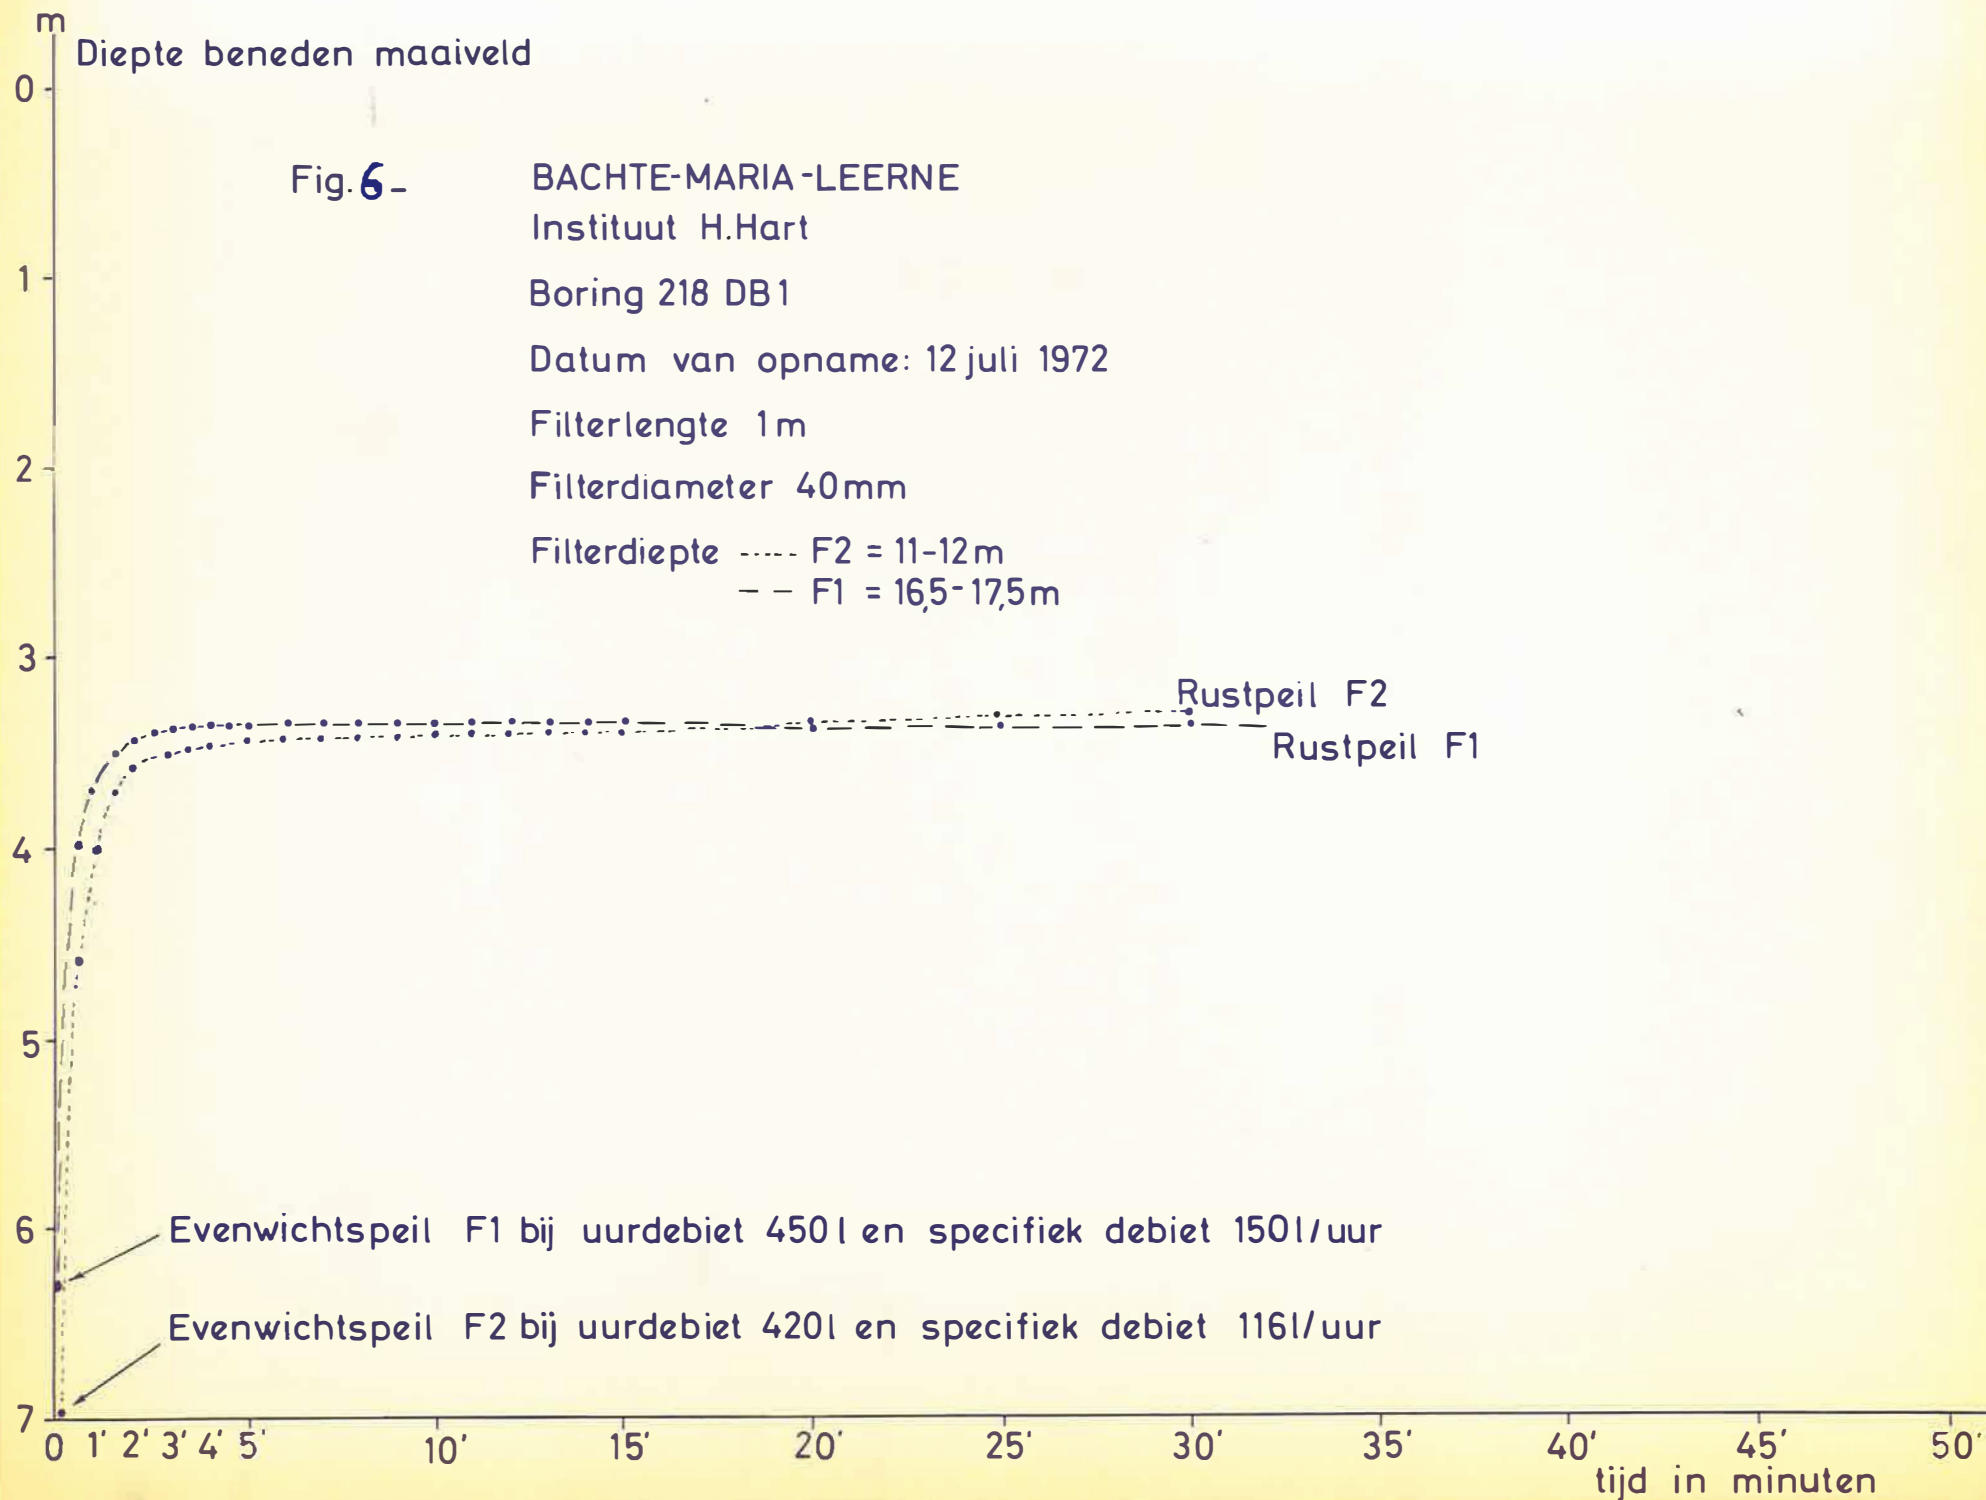 m
Diepte beneden maaiveld
0
Fig. 6-
BACHTE-MARIA-LEERNE
Instituut H.Hart
1
Boring 218 DB1
Datum van opname: 12 juli 1972
Filterlengte 1m
2
Filterdiameter 40mm
Filterdiepte ----- F2 = 11-12m
-- F1 = 16,5-17,5m
3
Rustpeil F2
Rustpeil F1
4
5
6
Evenwichtspeil F1 bij uurdebiet 450l en specifiek debiet 150l/uur
Evenwichtspeil F2 bij uurdebiet 420l en specifiek debiet 116l/uur
7
0 1' 2' 3' 4' 5' 10' 15' 20' 25' 30' 35' 40' 45' 50'
tijd in minuten